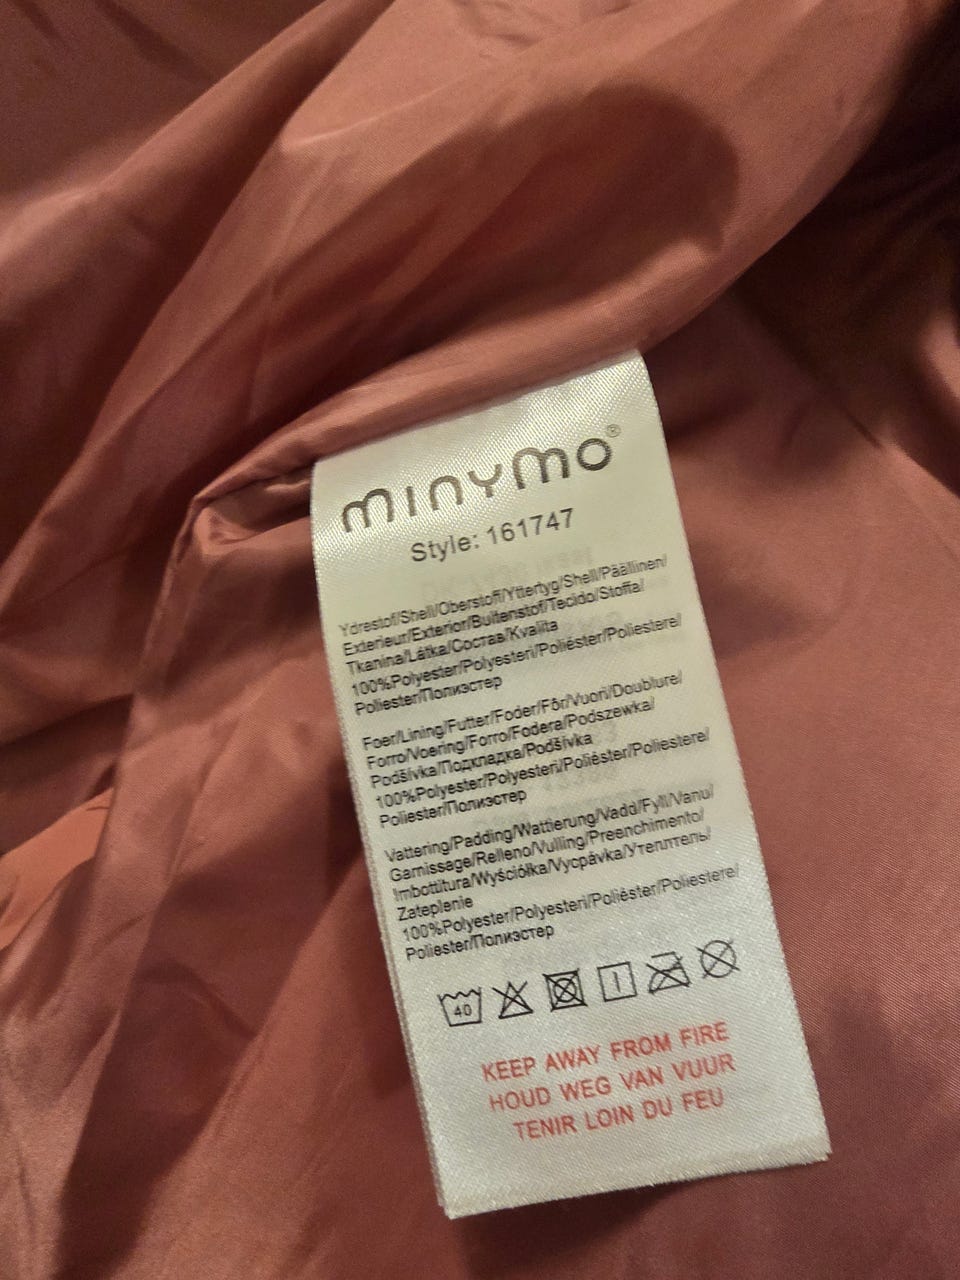 minymo®
Style: 161747
Ydrestof/Shell/Oberstoff/Yttertyg/Shell/Päällinen/
Exterieur/Exterior/Buitenstof/Tecido/Stoffa/
Tkanina/Látka/Состав/Kvalita
100%Polyester/Polyesteri/Poliéster/Poliestere/
Poliester/Полиэстер
Foer/Lining/Futter/Foder/Fôr/Vuori/Doublure/
Forro/Voering/Forro/Fodera/Podszewka/
Podšívka/Подкладка/Podšívka
100%Polyester/Polyesteri/Poliéster/Poliestere/
Poliester/Полиэстер
Vattering/Padding/Wattierung/Vadd/Fyll/Vanu/
Garnissage/Relleno/Vulling/Preenchimento/
Imbottitura/Wyściółka/Vycpávka/Утеплтель/
Zateplenie
100%Polyester/Polyesteri/Poliéster/Poliestere/
Poliester/Полиэстер
40
KEEP AWAY FROM FIRE
HOUD WEG VAN VUUR
TENIR LOIN DU FEU